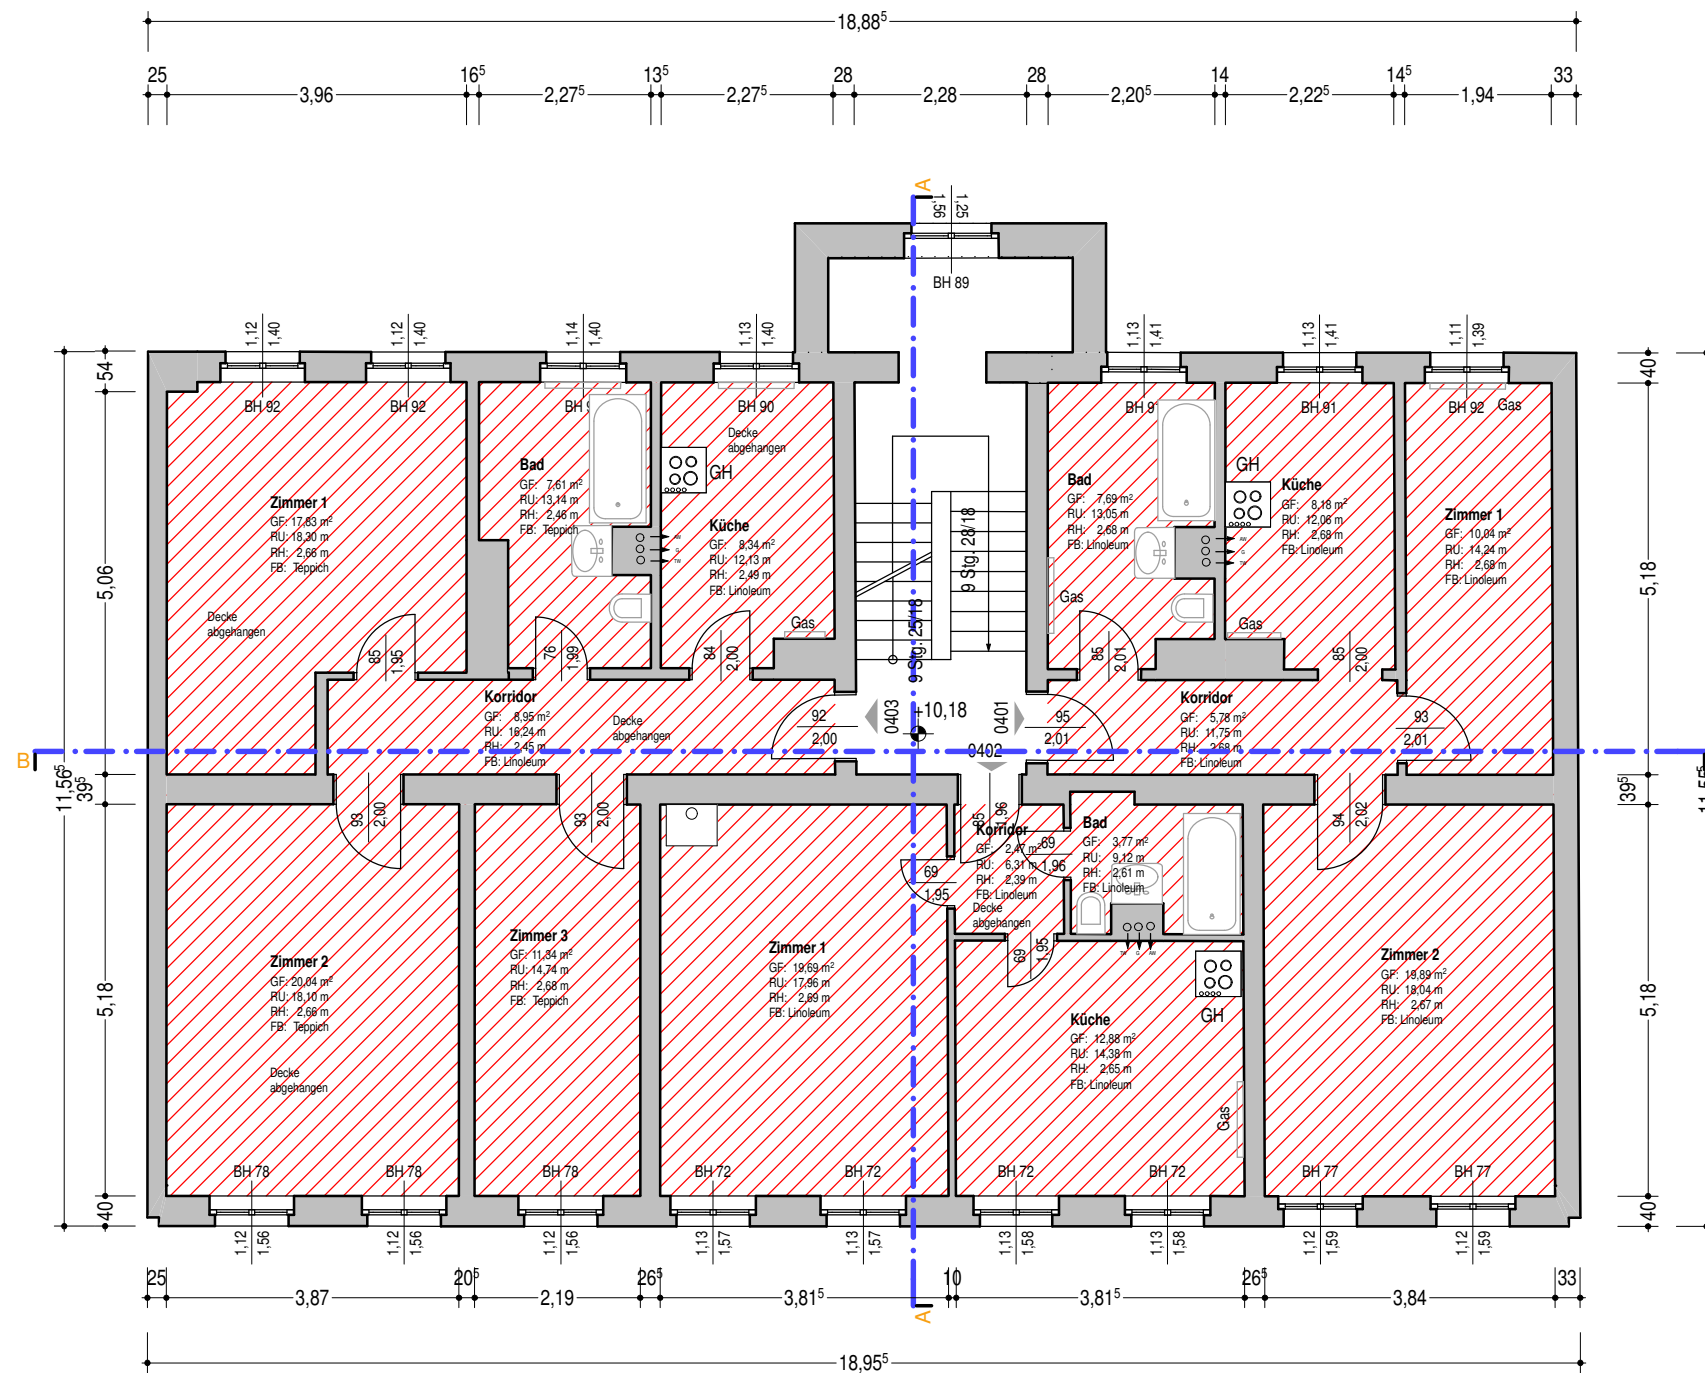 18,88⁵
25 3,96 16⁵ 2,27⁵ 13⁵ 2,27⁵ 28 2,28 28 2,20⁵ 14 2,22⁵ 14⁵ 1,94 33
A
1,56 1,25
BH 89
1,12 1,40
1,12 1,40
1,14 1,40
1,13 1,40
1,13 1,41
1,13 1,41
1,11 1,39
54
5,06
39⁵
5,18
40
11,56⁵
BH 92
BH 92
BH 90
BH 91
BH 92
Gas
Zimmer 1
GF: 17,83 m²
RU: 18,30 m
RH: 2,66 m
FB: Teppich
Decke
abgehangen
85 1,95
Bad
GF: 7,61 m²
RU: 13,14 m
RH: 2,46 m
FB: Teppich
76 1,99
AW
G
TW
Decke
abgehangen
GH
Küche
GF: 8,34 m²
RU: 12,13 m
RH: 2,49 m
FB: Linoleum
Gas
84 2,00
9 Stg. 25/18
9 Stg. 28/18
Bad
GF: 7,69 m²
RU: 13,05 m
RH: 2,68 m
FB: Linoleum
Gas
85 2,01
AW
G
TW
GH
Küche
GF: 8,18 m²
RU: 12,06 m
RH: 2,68 m
FB: Linoleum
Gas
85 2,00
Zimmer 1
GF: 10,04 m²
RU: 14,24 m
RH: 2,68 m
FB: Linoleum
93
2,01
Korridor
GF: 8,95 m²
RU: 16,24 m
RH: 2,45 m
FB: Linoleum
Decke
abgehangen
92
2,00
0403
+10,18
0401
0402
95
2,01
Korridor
GF: 5,78 m²
RU: 11,75 m
RH: 2,68 m
FB: Linoleum
B
93 2,00
93 2,00
85 1,96
94 2,02
Korridor
GF: 2,47 m²
RU: 6,31 m
RH: 2,39 m
FB: Linoleum
Decke
abgehangen
69
1,95
69
1,96
69 1,95
Bad
GF: 3,77 m²
RU: 9,12 m
RH: 2,61 m
FB: Linoleum
TW G AW
Zimmer 2
GF: 20,04 m²
RU: 18,10 m
RH: 2,66 m
FB: Teppich
Decke
abgehangen
Zimmer 3
GF: 11,34 m²
RU: 14,74 m
RH: 2,68 m
FB: Teppich
Zimmer 1
GF: 19,69 m²
RU: 17,96 m
RH: 2,69 m
FB: Linoleum
Küche
GF: 12,88 m²
RU: 14,38 m
RH: 2,65 m
FB: Linoleum
GH
Gas
Zimmer 2
GF: 19,89 m²
RU: 18,04 m
RH: 2,67 m
FB: Linoleum
40
5,18
39⁵
5,18
40
11,55⁵
BH 78
BH 78
BH 78
BH 72
BH 72
BH 72
BH 72
BH 77
BH 77
1,12 1,56
1,12 1,56
1,12 1,56
1,13 1,57
1,13 1,57
1,13 1,58
1,13 1,58
1,12 1,59
1,12 1,59
25 3,87 20⁵ 2,19 26⁵ 3,81⁵ 10 3,81⁵ 26⁵ 3,84 33
A
18,95⁵